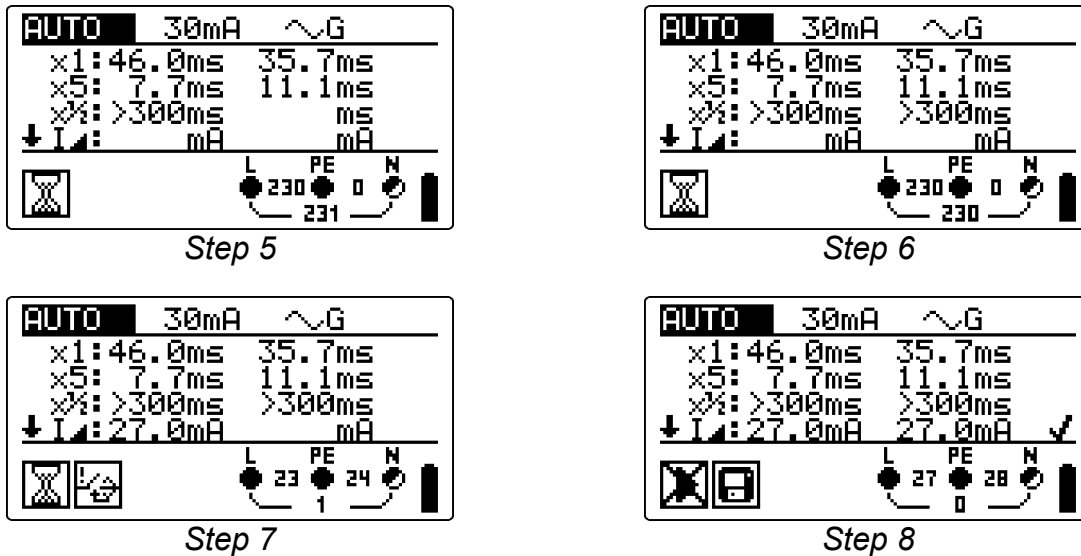 AUTO 30mA G
x1:46.0ms 35.7ms
x5: 7.7ms 11.1ms
x½:>300ms ms
I: mA mA
L PE N
230 0
231
Step 5
AUTO 30mA G
x1:46.0ms 35.7ms
x5: 7.7ms 11.1ms
x½:>300ms >300ms
I: mA mA
L PE N
230 0
230
Step 6
AUTO 30mA G
x1:46.0ms 35.7ms
x5: 7.7ms 11.1ms
x½:>300ms >300ms
I:27.0mA mA
L PE N
23 24
1
Step 7
AUTO 30mA G
x1:46.0ms 35.7ms
x5: 7.7ms 11.1ms
x½:>300ms >300ms
I:27.0mA 27.0mA
L PE N
27 28
0
Step 8